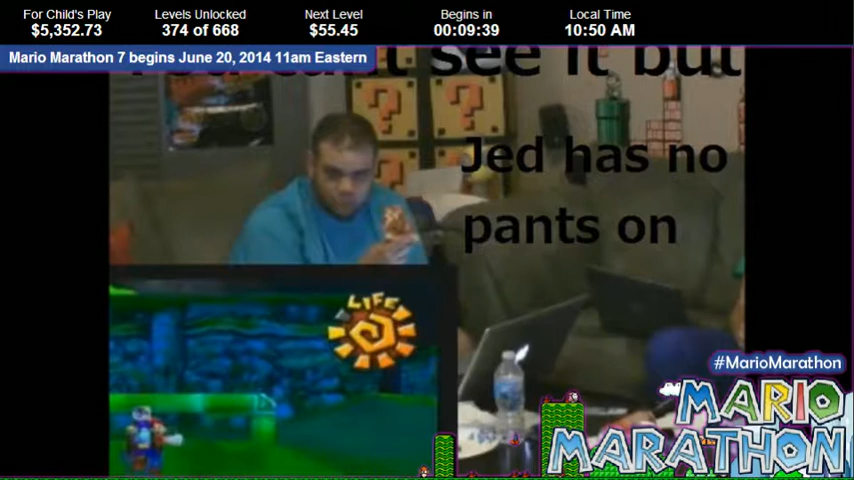 For Child's Play
$5,352.73
Levels Unlocked
374 of 668
Next Level
$55.45
Begins in
00:09:39
Local Time
10:50 AM
Mario Marathon 7 begins June 20, 2014 11am Eastern
You can't see it but
Jed has no
pants on
LIFE
#MarioMarathon
MARIO
MARATHON